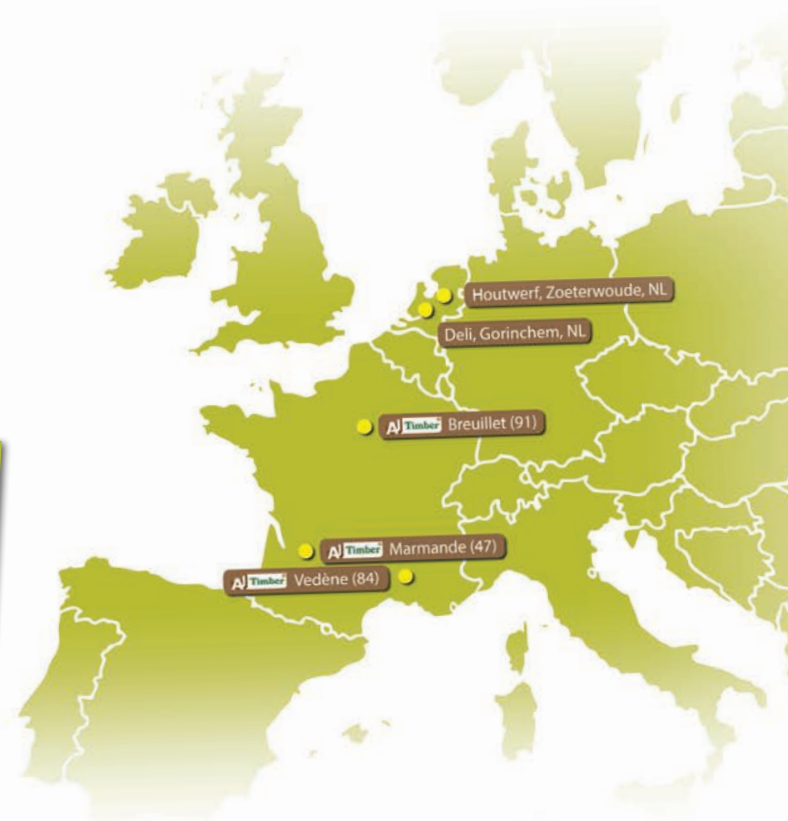 Houtwerf, Zoeterwoude, NL
Deli, Gorinchem, NL
AJ Timber Breuillet (91)
AJ Timber Marmande (47)
AJ Timber Vedène (84)